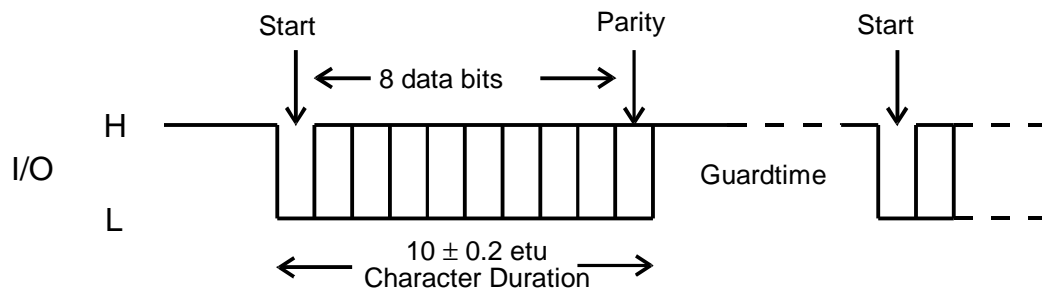 Start
Parity
Start
8 data bits
H
I/O
Guardtime
L
10 ± 0.2 etu
Character Duration